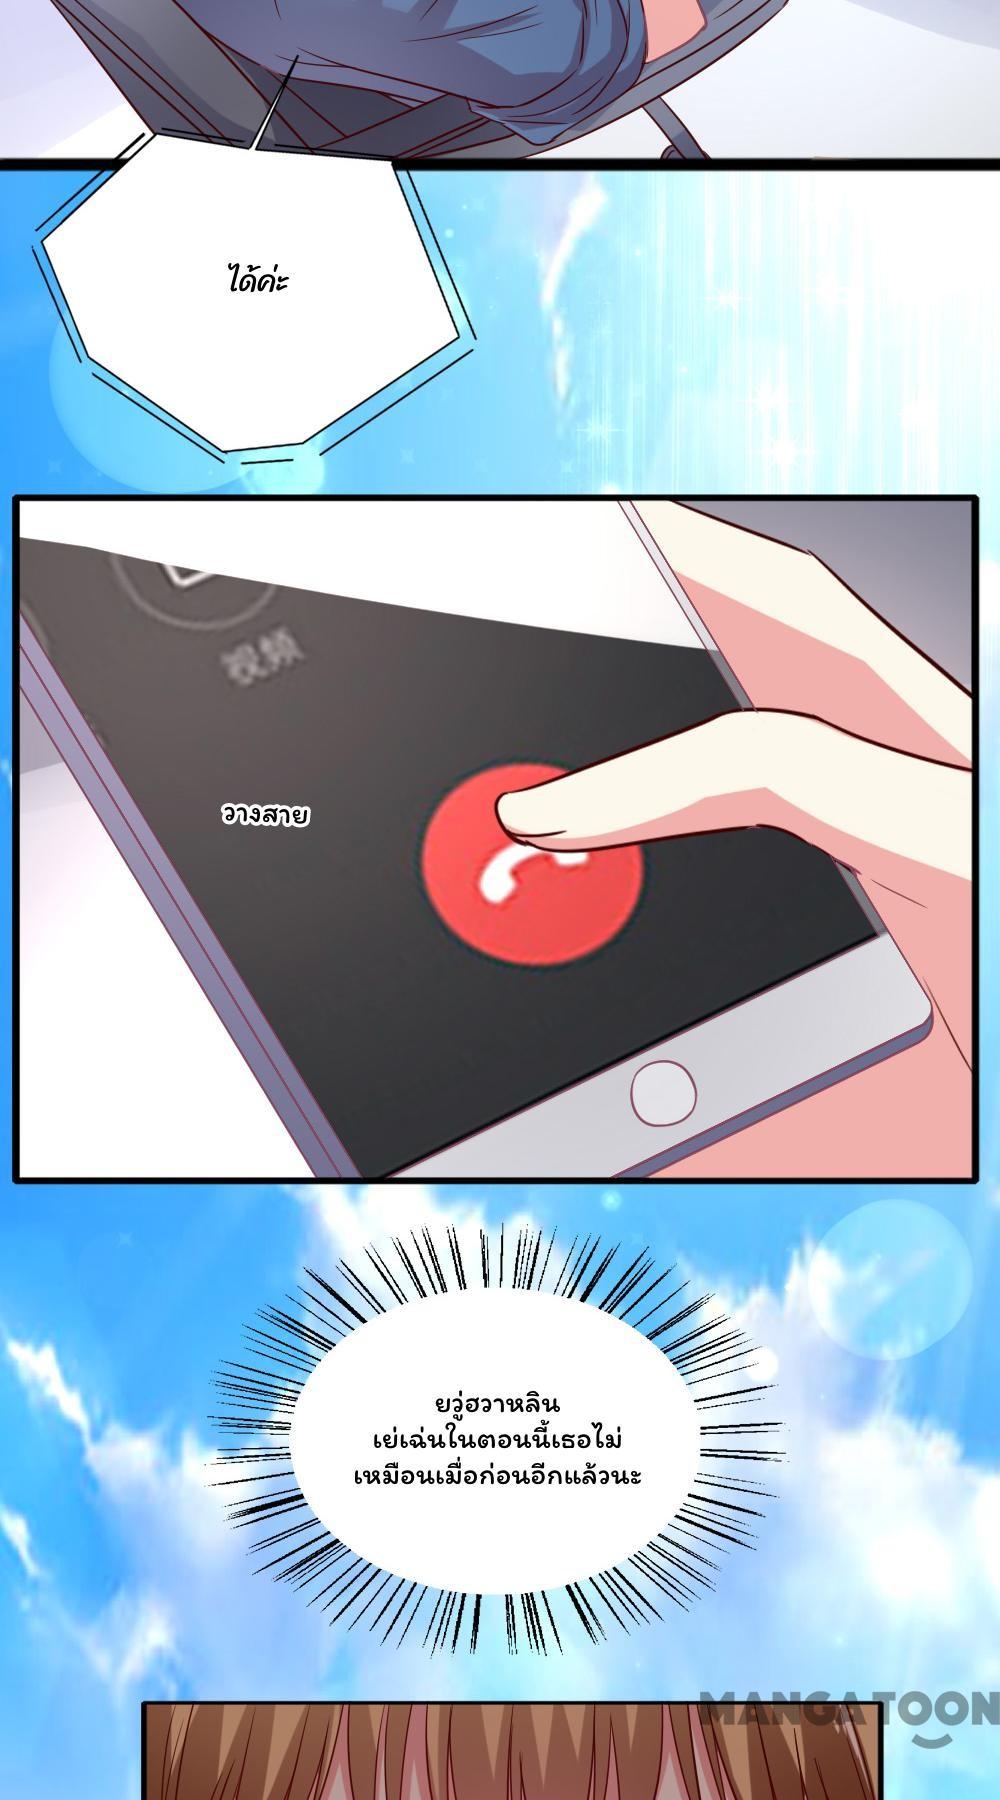 ได้ค่ะ
视频
วางสาย
ยวู่ฮวาหลิน
เย่เฉ่นในตอนนี้เธอไม่
เหมือนเมื่อก่อนอีกแล้วนะ
MANGATOON